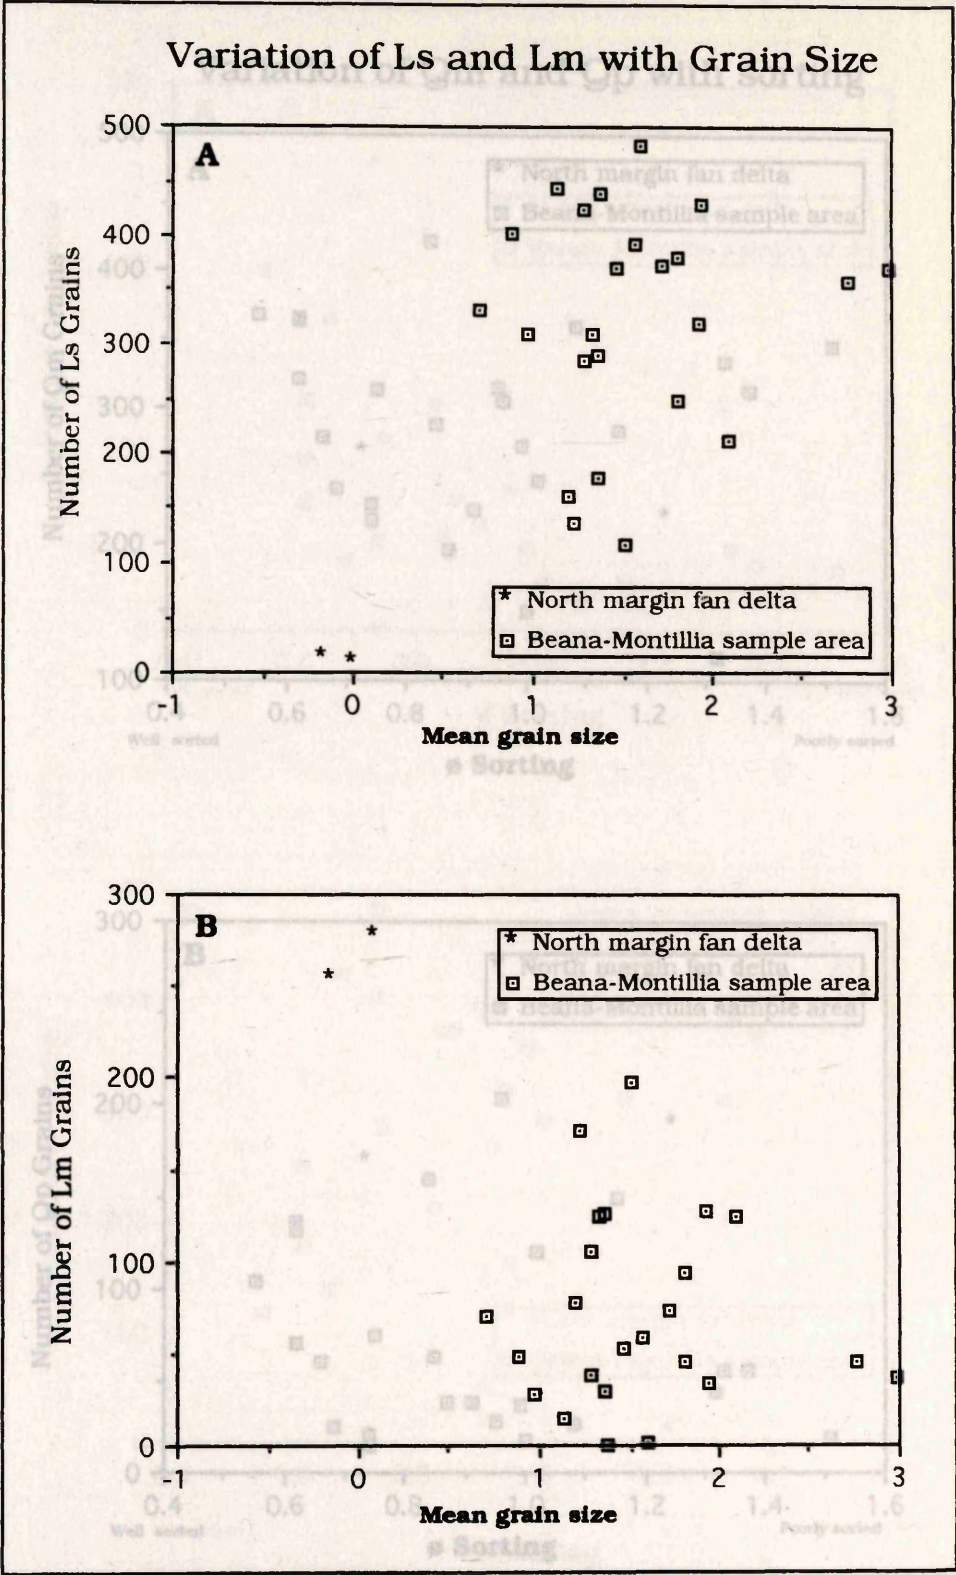 Variation of Ls and Lm with Grain Size
A
500
400
300
200
100
0
Number of Ls Grains
* North margin fan delta
Beana-Montillia sample area
-1 0 1 2 3
Mean grain size
B
300
200
100
0
Number of Lm Grains
* North margin fan delta
Beana-Montillia sample area
-1 0 1 2 3
Mean grain size